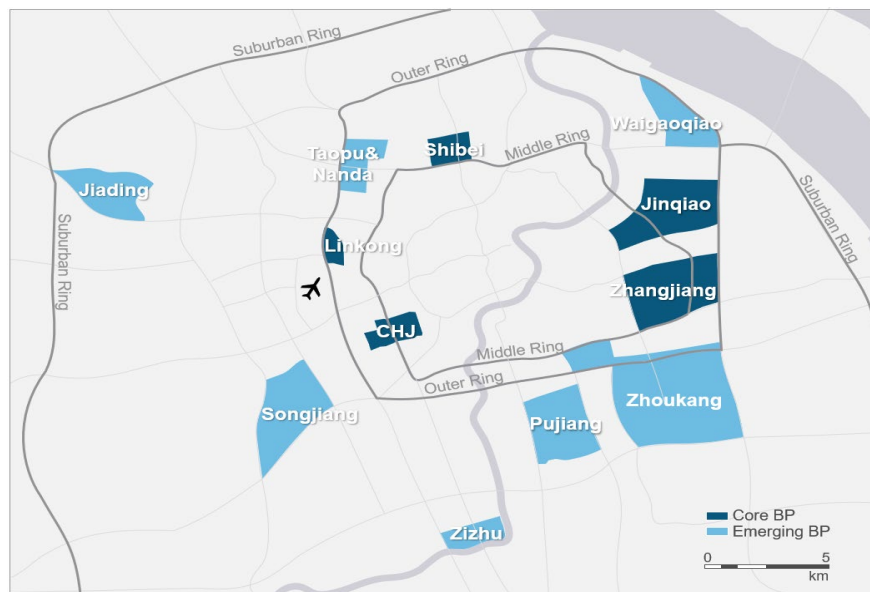 Suburban Ring
Outer Ring
Waigaoqiao
Taopu&
Nanda
Shibei
Middle Ring
Jiading
Jinqiao
Suburban Ring
Suburban Ring
Linkong
Zhangjiang
CHJ
Middle Ring
Outer Ring
Songjiang
Pujiang
Zhoukang
Zizhu
Core BP
Emerging BP
0 5
km